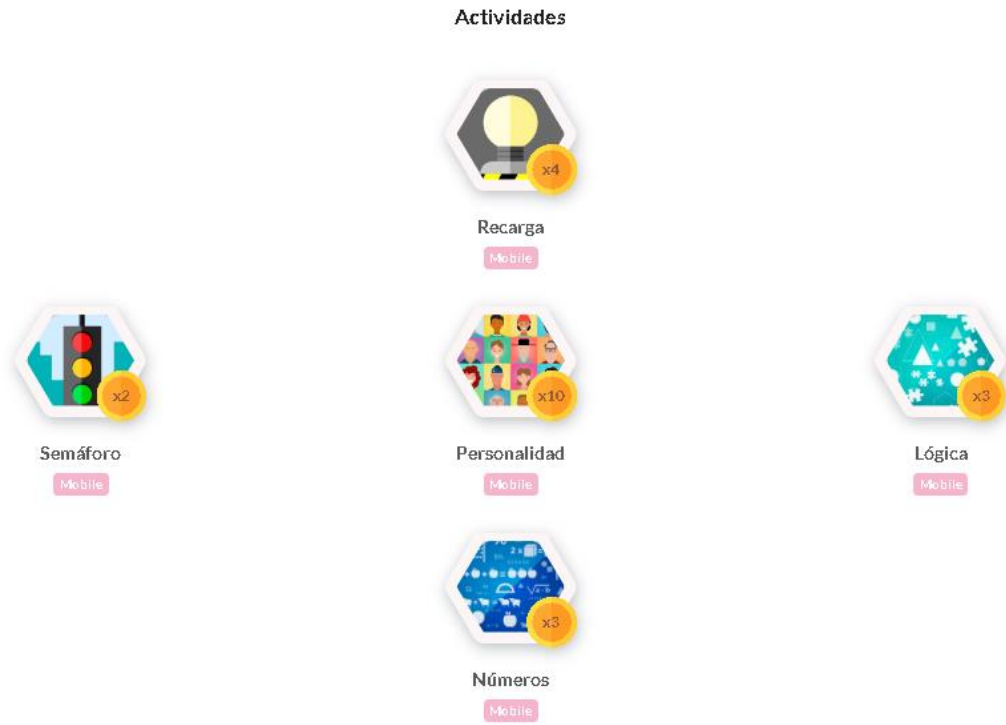 Actividades
x4
Recarga
Mobile
x2
Semáforo
Mobile
x10
Personalidad
Mobile
x3
Lógica
Mobile
x3
Números
Mobile